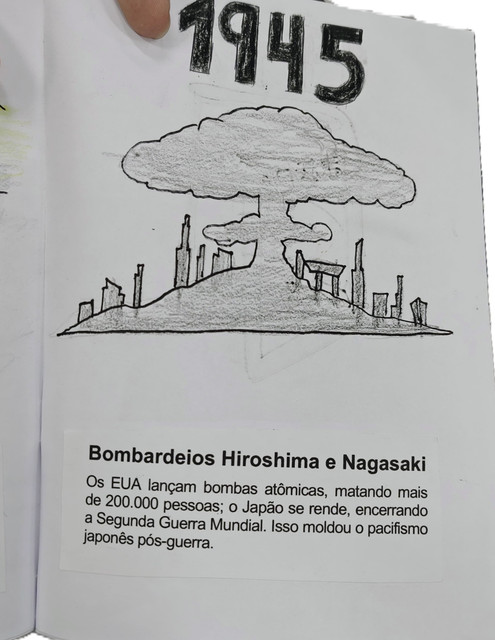 1945
Bombardeios Hiroshima e Nagasaki
Os EUA lançam bombas atômicas, matando mais
de 200.000 pessoas; o Japão se rende, encerrando
a Segunda Guerra Mundial. Isso moldou o pacifismo
japonês pós-guerra.